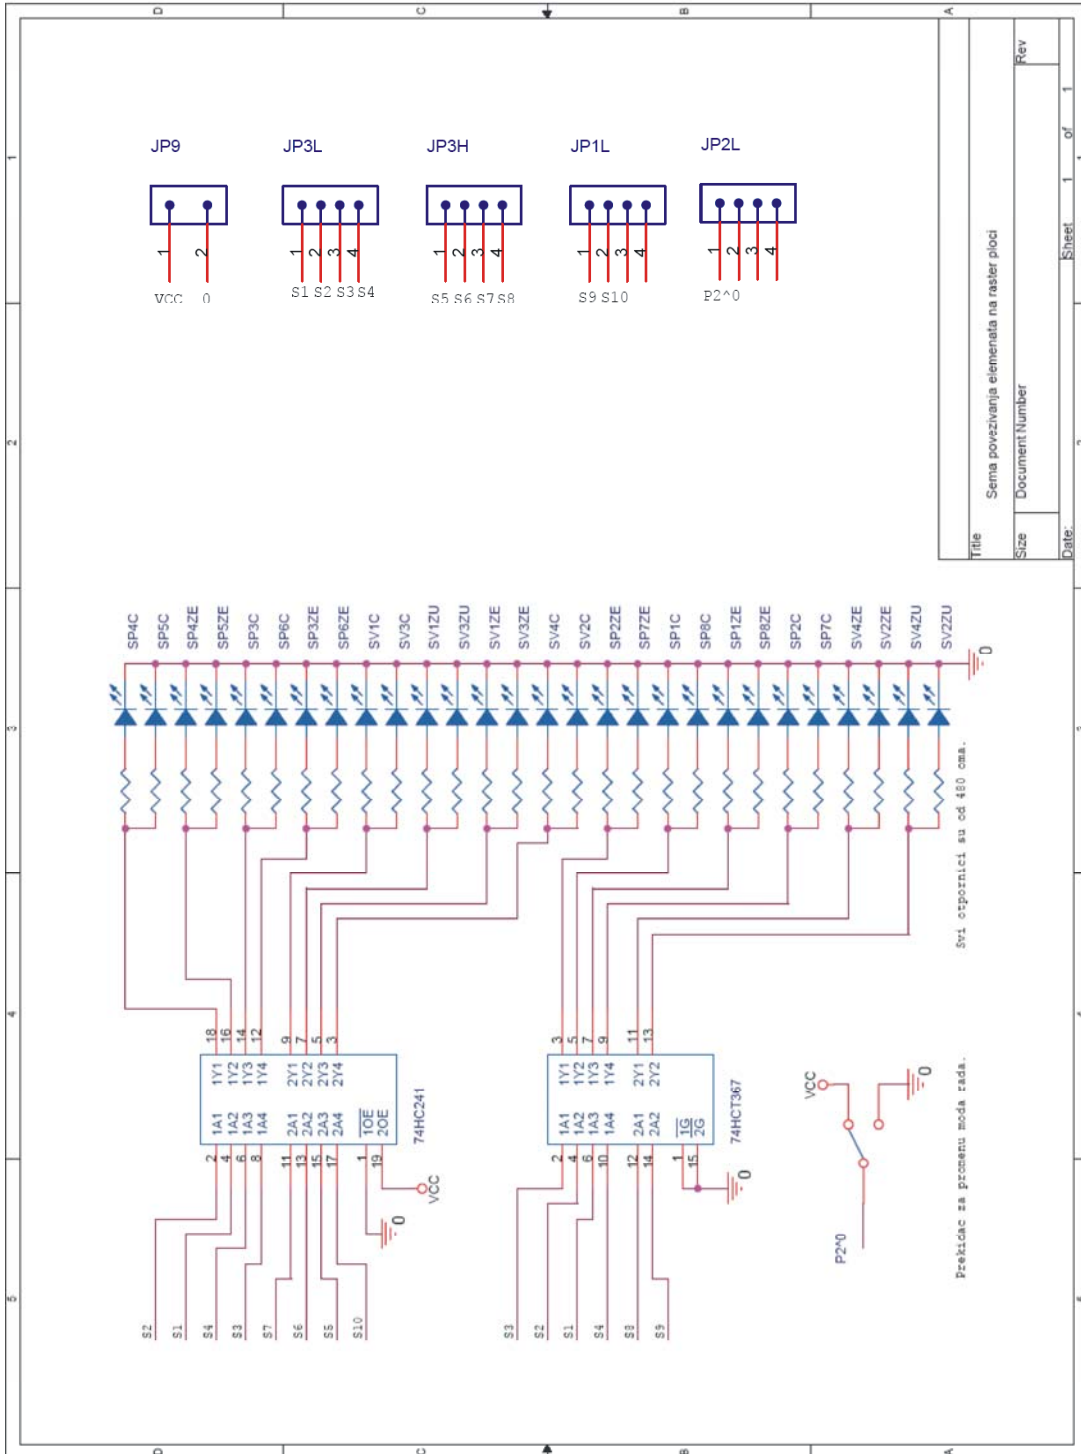 D C B A
1
JP9 JP3L JP3H JP1L JP2L
1 2
1 2 3 4
1 2 3 4
1 2 3 4
1 2 3 4
VCC 0
S1 S2 S3 S4
S5 S6 S7 S8
S9 S10
P2^0
2
Title
Sema povezivanja elemenata na raster ploci
Size
Document Number
Rev
Date:
Sheet
1
of
1
SP4C
SP5C
SP4ZE
SP5ZE
SP3C
SP6C
SP3ZE
SP6ZE
SV1C
SV3C
SV1ZU
SV3ZU
SV1ZE
SV3ZE
SV4C
SV2C
SP2ZE
SP7ZE
SP1C
SP8C
SP1ZE
SP8ZE
SP2C
SP7C
SV4ZE
SV2ZE
SV4ZU
SV2ZU
0
3
Svi otpornici su od 480 oma.
4
18 16 14 12 9 7 5 3
1Y1 1Y2 1Y3 1Y4 2Y1 2Y2 2Y3 2Y4
1A1 1A2 1A3 1A4 2A1 2A2 2A3 2A4 1OE 2OE
74HC241
2 4 6 8 11 13 15 17 1 19
VCC
0
3 5 7 9 11 13
1Y1 1Y2 1Y3 1Y4 2Y1 2Y2
1A1 1A2 1A3 1A4 2A1 2A2 1G 2G
74HCT367
2 4 6 10 12 14 1 15
0
VCC
0
P2^0
Prekidac za promenu moda rada.
5
S2
S1
S4
S3
S7
S6
S5
S10
S3
S2
S1
S4
S8
S9
D C B A